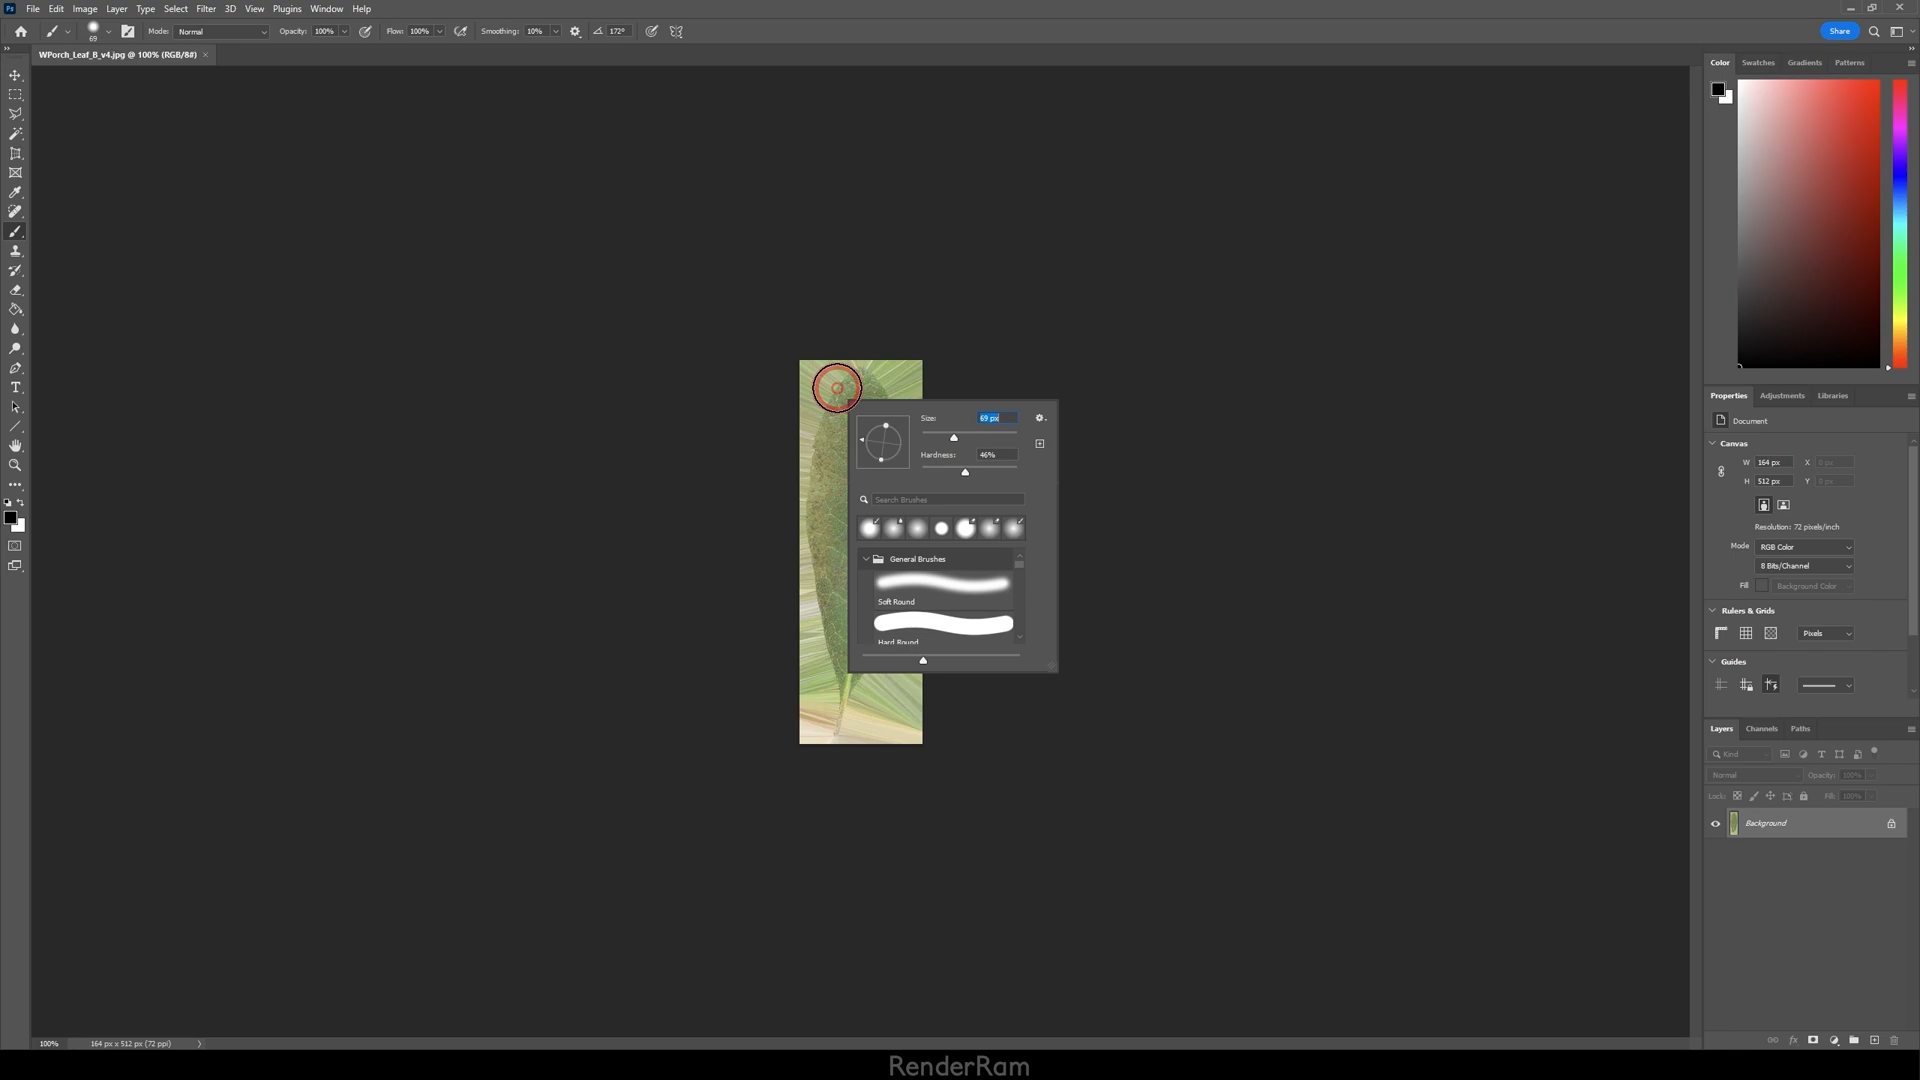 Ps File Edit Image Layer Type Select Filter 3D View Plugins Window Help
69 Mode: Normal Opacity: 100% Flow: 100% Smoothing: 10% 172° Share
WPorch_Leaf_B_v4.jpg @ 100% (RGB/8#) ×
Color Swatches Gradients Patterns
Size: 69 px
Hardness: 46%
Search Brushes
General Brushes
Soft Round
Hard Round
Properties Adjustments Libraries
Document
Canvas
W 164 px X 0 px
H 512 px Y 0 px
Resolution: 72 pixels/inch
Mode RGB Color
8 Bits/Channel
Fill Background Color
Rulers & Grids
Pixels
Guides
Layers Channels Paths
Kind
Normal Opacity: 100%
Lock: Fill: 100%
Background
100% 164 px x 512 px (72 ppi)
RenderRam